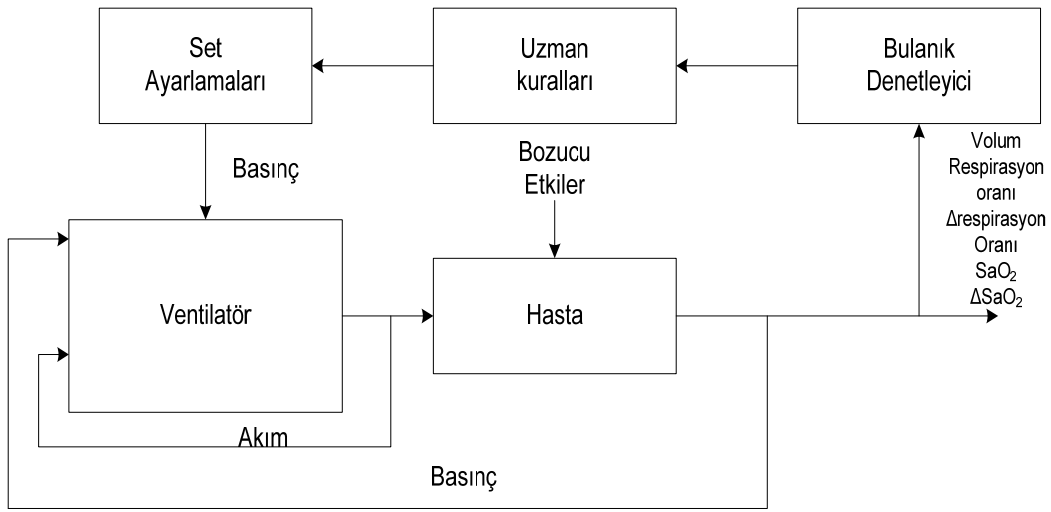 Set
Ayarlamaları
Uzman
kuralları
Bulanık
Denetleyici
Basınç
Bozucu
Etkiler
Volum
Respirasyon
oranı
Δrespirasyon
Oranı
SaO₂
ΔSaO₂
Ventilatör
Hasta
Akım
Basınç